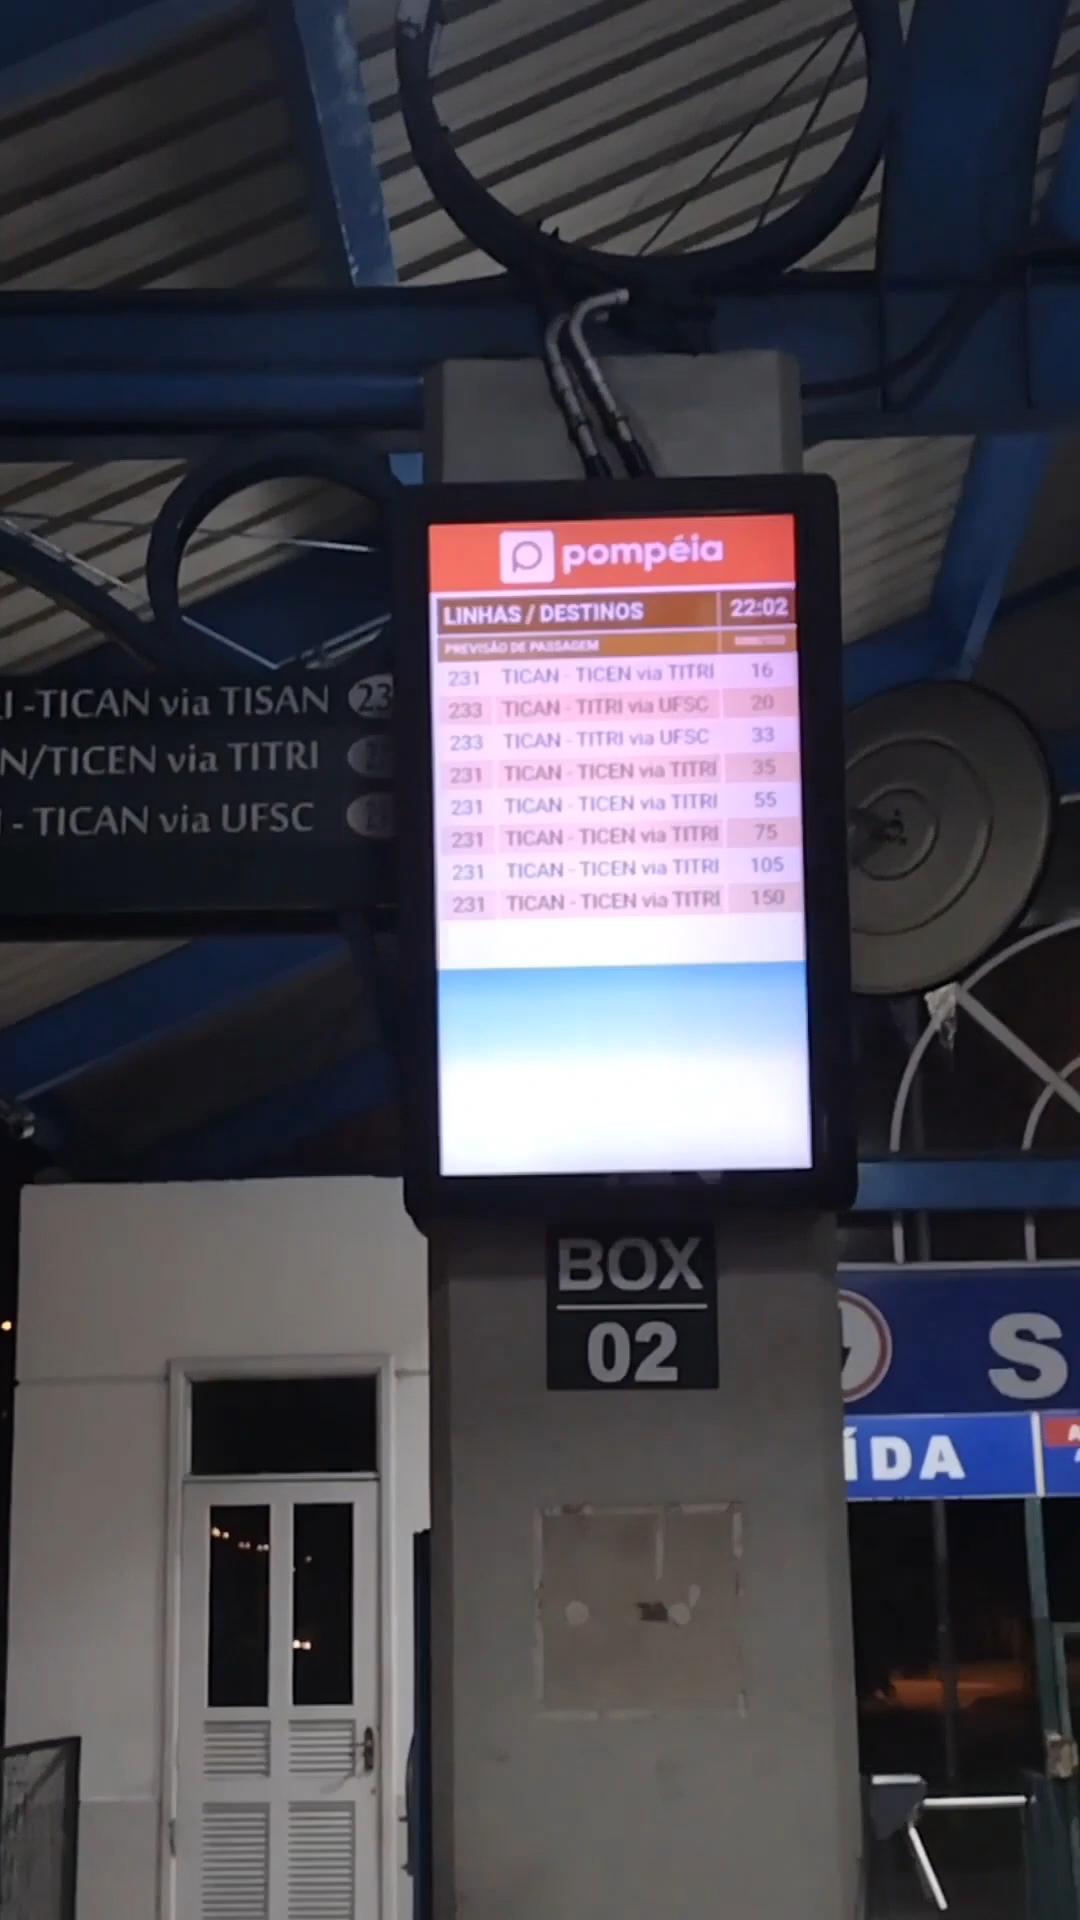 pompéia
LINHAS / DESTINOS 22:02
PREVISÃO DE PASSAGEM
231 TICAN - TICEN via TITRI 16
233 TICAN - TITRI via UFSC 20
233 TICAN - TITRI via UFSC 33
231 TICAN - TICEN via TITRI 35
231 TICAN - TICEN via TITRI 55
231 TICAN - TICEN via TITRI 75
231 TICAN - TICEN via TITRI 105
231 TICAN - TICEN via TITRI 150
I -TICAN via TISAN 23
N/TICEN via TITRI
- TICAN via UFSC
BOX
02
S
ÍDA